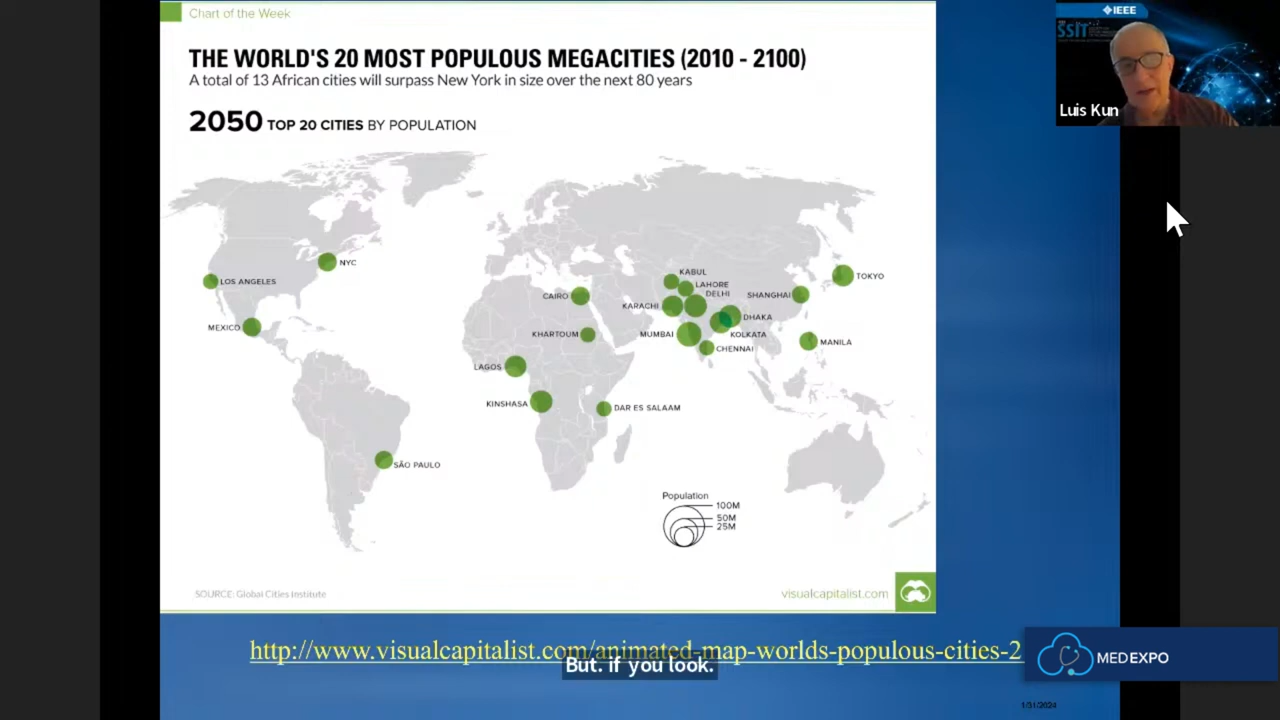 Chart of the Week
THE WORLD'S 20 MOST POPULOUS MEGACITIES (2010 - 2100)
A total of 13 African cities will surpass New York in size over the next 80 years
2050 TOP 20 CITIES BY POPULATION
IEEE
SSIT
Luis Kun
NYC
LOS ANGELES
MEXICO
SÃO PAULO
CAIRO
KHARTOUM
LAGOS
KINSHASA
DAR ES SALAAM
KABUL
LAHORE
DELHI
KARACHI
MUMBAI
DHAKA
KOLKATA
CHENNAI
SHANGHAI
TOKYO
MANILA
Population
100M
50M
25M
SOURCE: Global Cities Institute
visualcapitalist.com
http://www.visualcapitalist.com/animated-map-worlds-populous-cities-2
But. if you look.
MEDEXPO
1/31/2024